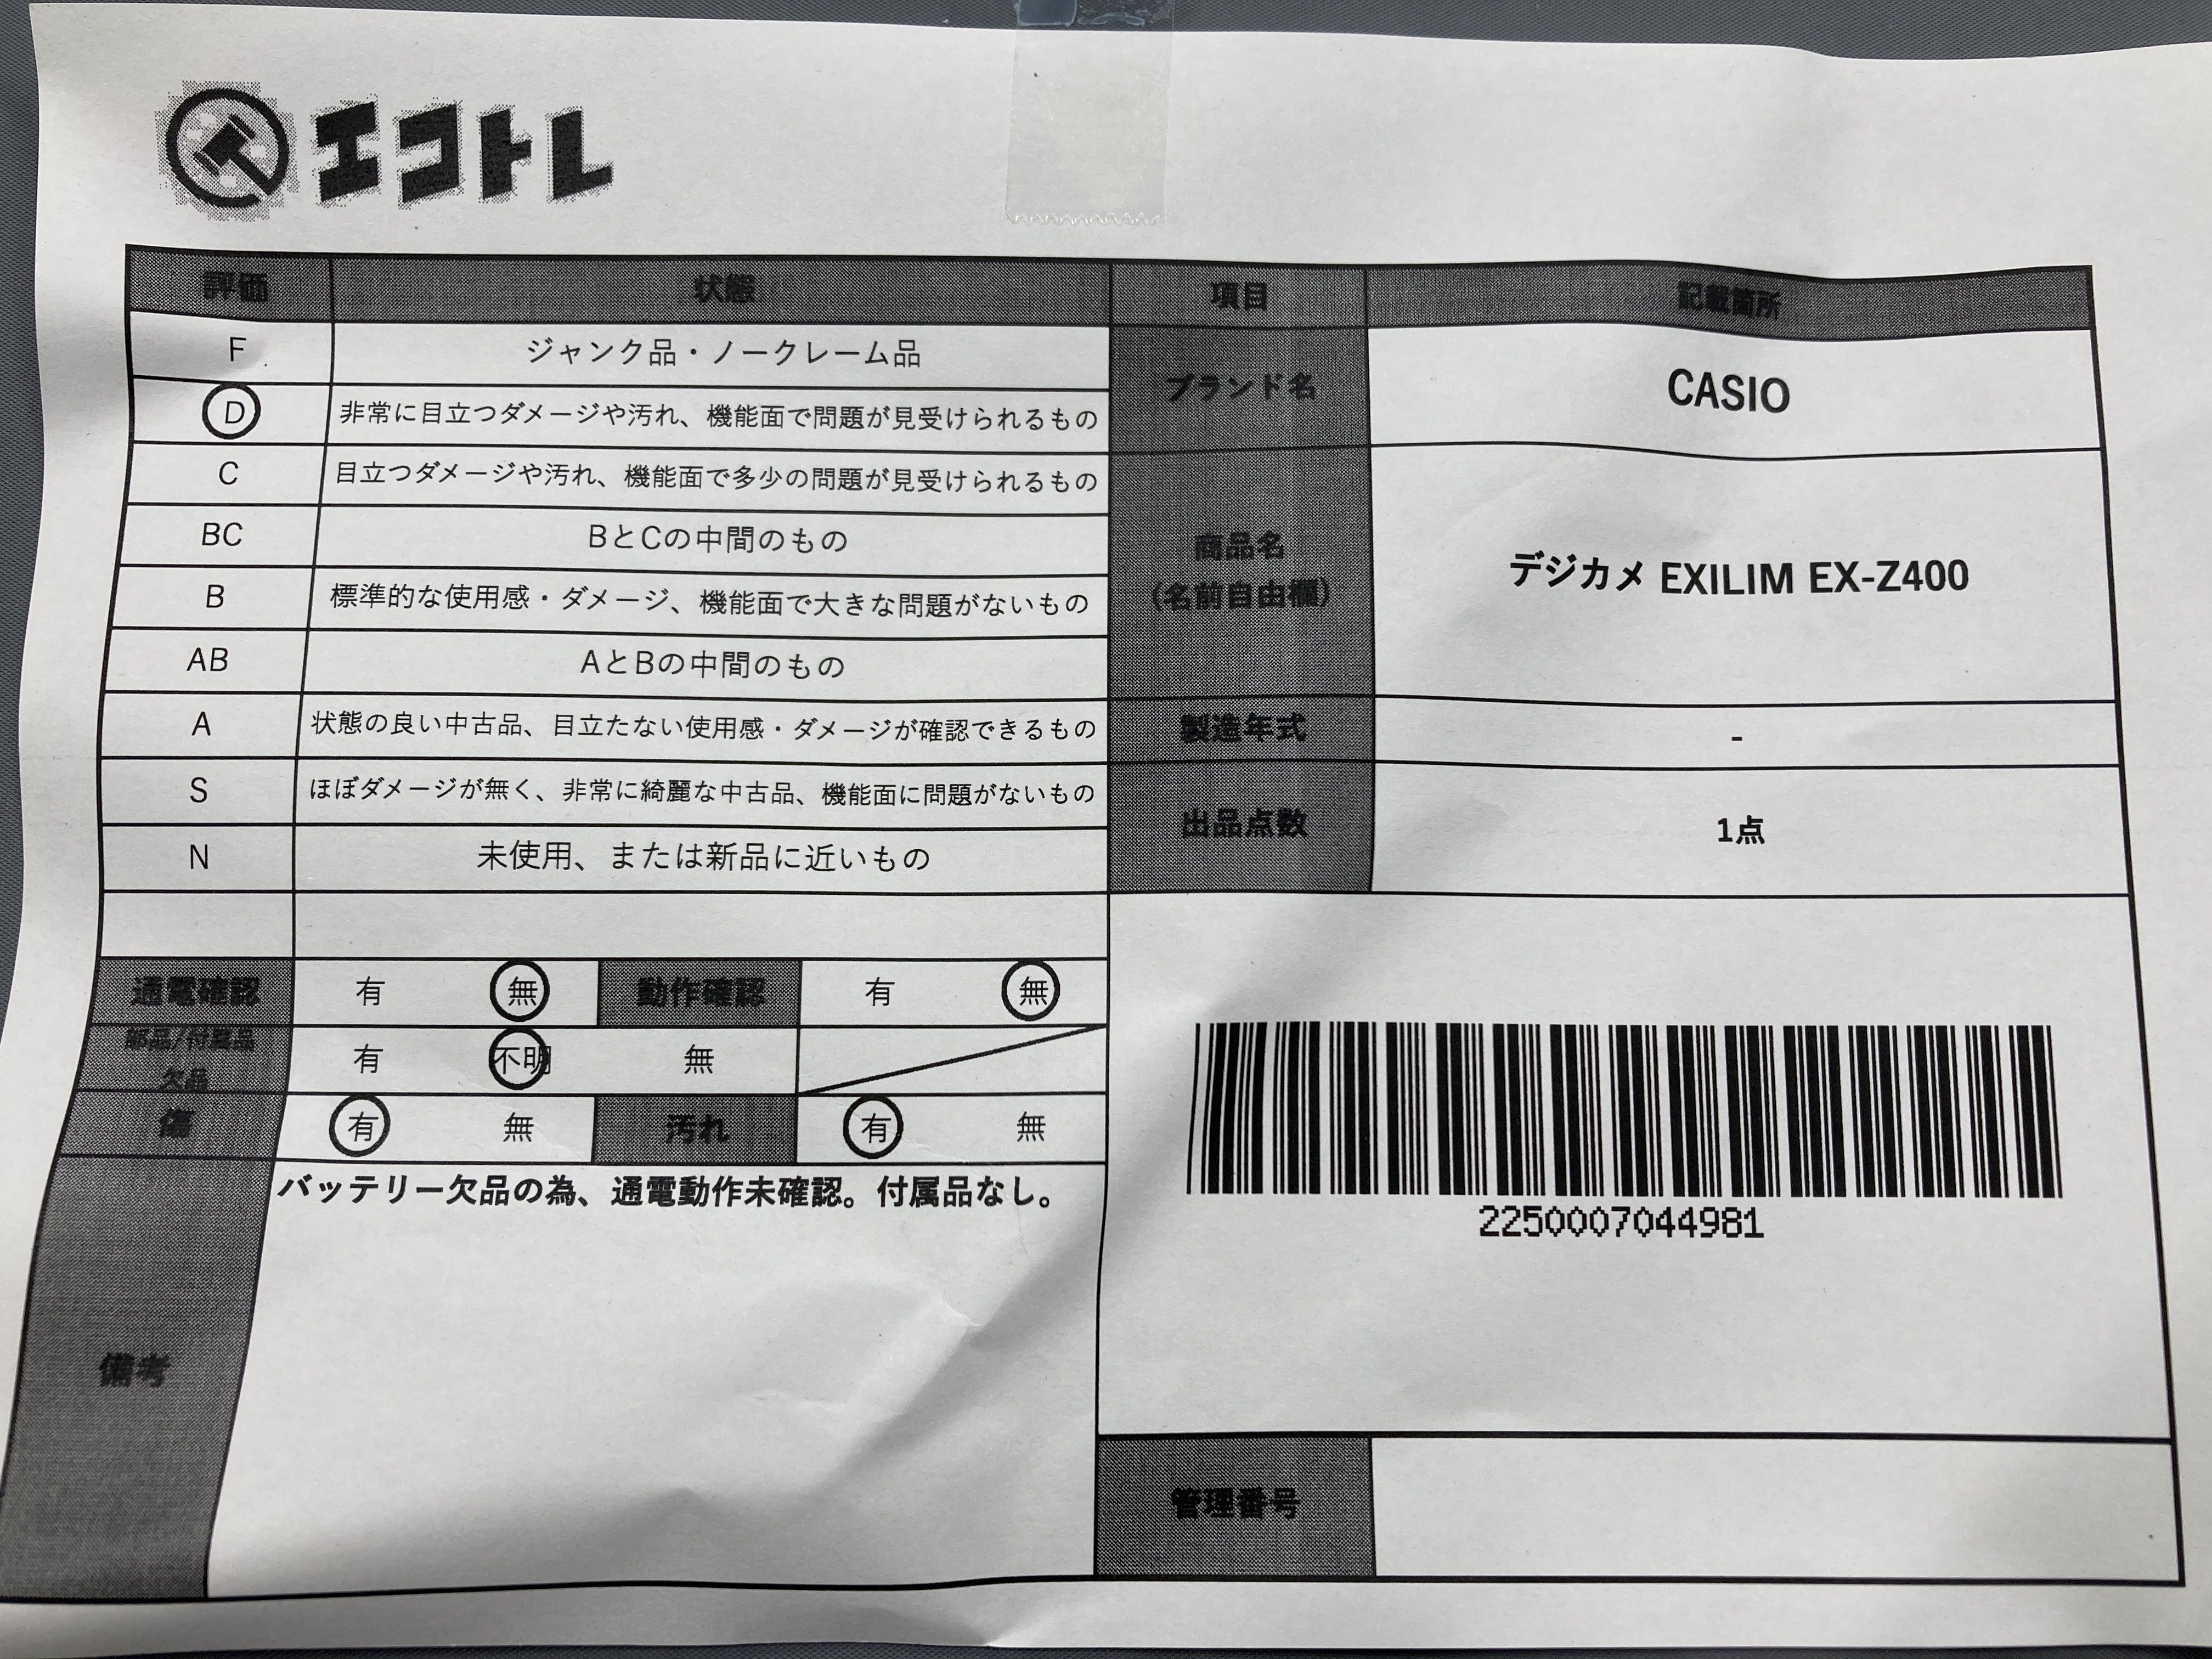 エコトレ
評価 状態 項目 記載箇所
F ジャンク品・ノークレーム品
D 非常に目立つダメージや汚れ、機能面で問題が見受けられるもの
ブランド名 CASIO
C 目立つダメージや汚れ、機能面で多少の問題が見受けられるもの
BC BとCの中間のもの
商品名
(名前自由欄)
デジカメ EXILIM EX-Z400
B 標準的な使用感・ダメージ、機能面で大きな問題がないもの
AB AとBの中間のもの
A 状態の良い中古品、目立たない使用感・ダメージが確認できるもの
製造年式 -
S ほぼダメージが無く、非常に綺麗な中古品、機能面に問題がないもの
出品点数 1点
N 未使用、または新品に近いもの
通電確認 有 無 動作確認 有 無
部品/付属品
欠品
有 不明 無
傷 有 無 汚れ 有 無
バッテリー欠品の為、通電動作未確認。付属品なし。
備考
2250007044981
管理番号